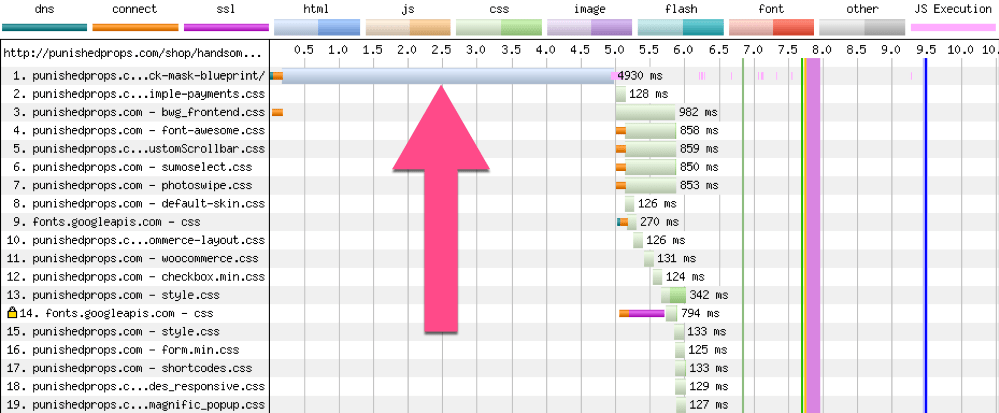 dns connect ssl html js css image flash font other JS Execution
http://punishedprops.com/shop/handsom... 0.5 1.0 1.5 2.0 2.5 3.0 3.5 4.0 4.5 5.0 5.5 6.0 6.5 7.0 7.5 8.0 8.5 9.0 9.5 10.0
1. punishedprops.c...ck-mask-blueprint/ 4930 ms
2. punishedprops.c...imple-payments.css 128 ms
3. punishedprops.com - bwg_frontend.css 982 ms
4. punishedprops.com - font-awesome.css 858 ms
5. punishedprops.c...ustomScrollbar.css 859 ms
6. punishedprops.com - sumoselect.css 850 ms
7. punishedprops.com - photoswipe.css 853 ms
8. punishedprops.com - default-skin.css 126 ms
9. fonts.googleapis.com - css 270 ms
10. punishedprops.c...ommerce-layout.css 126 ms
11. punishedprops.com - woocommerce.css 131 ms
12. punishedprops.com - checkbox.min.css 124 ms
13. punishedprops.com - style.css 342 ms
14. fonts.googleapis.com - css 794 ms
15. punishedprops.com - style.css 133 ms
16. punishedprops.com - form.min.css 125 ms
17. punishedprops.com - shortcodes.css 133 ms
18. punishedprops.c...des_responsive.css 129 ms
19. punishedprops.c...magnific_popup.css 127 ms